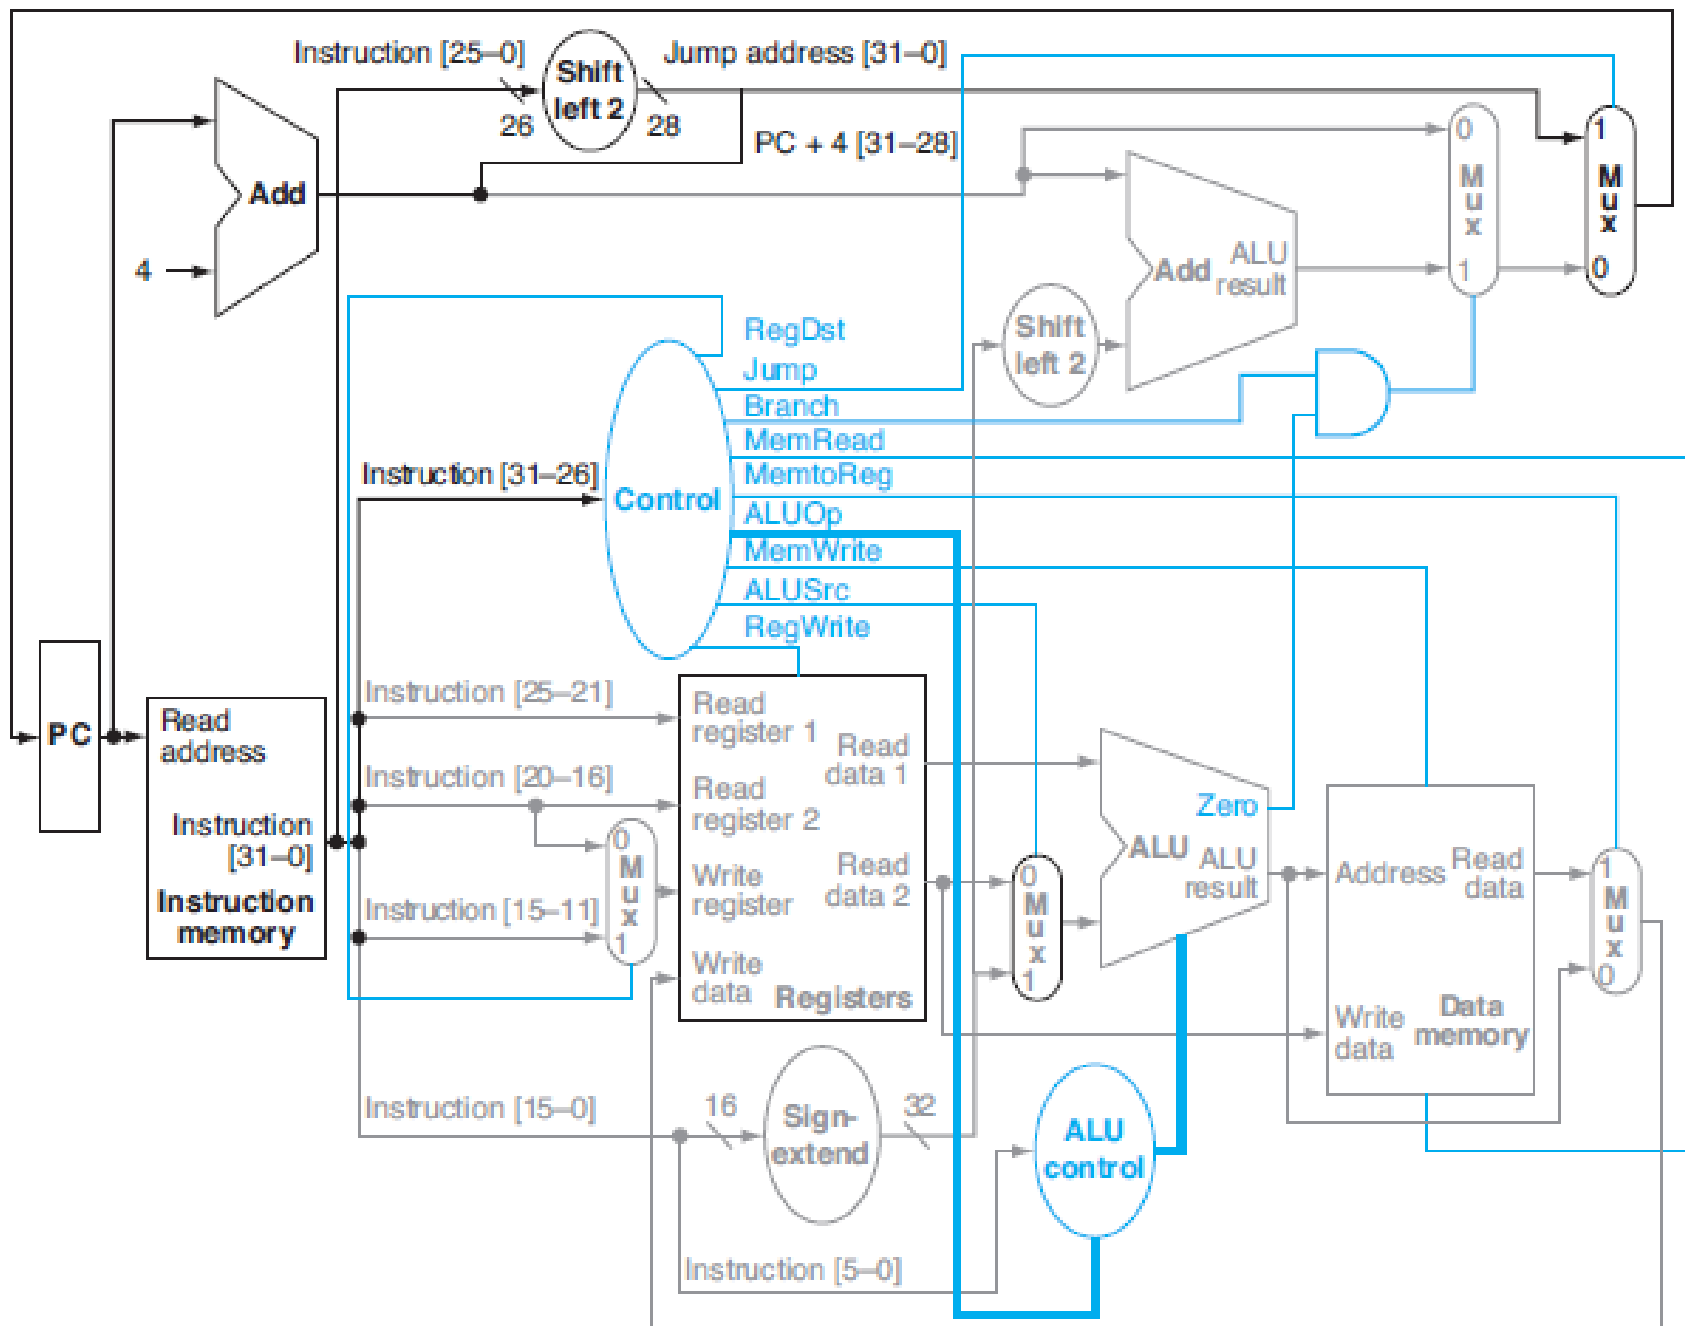 Instruction [25–0]
Shift
left 2
Jump address [31–0]
26
28
PC + 4 [31–28]
Add
4
0
M
u
x
1
1
M
u
x
0
Add
ALU
result
Shift
left 2
RegDst
Jump
Branch
MemRead
MemtoReg
ALUOp
MemWrite
ALUSrc
RegWrite
Instruction [31–26]
Control
PC
Read
address
Instruction
[31–0]
Instruction
memory
Instruction [25–21]
Instruction [20–16]
Instruction [15–11]
0
M
u
x
1
Read
register 1
Read
register 2
Write
register
Write
data
Read
data 1
Read
data 2
Registers
0
M
u
x
1
Zero
ALU
ALU
result
Address
Read
data
Write
data
Data
memory
1
M
u
x
0
Instruction [15–0]
16
Sign-
extend
32
ALU
control
Instruction [5–0]